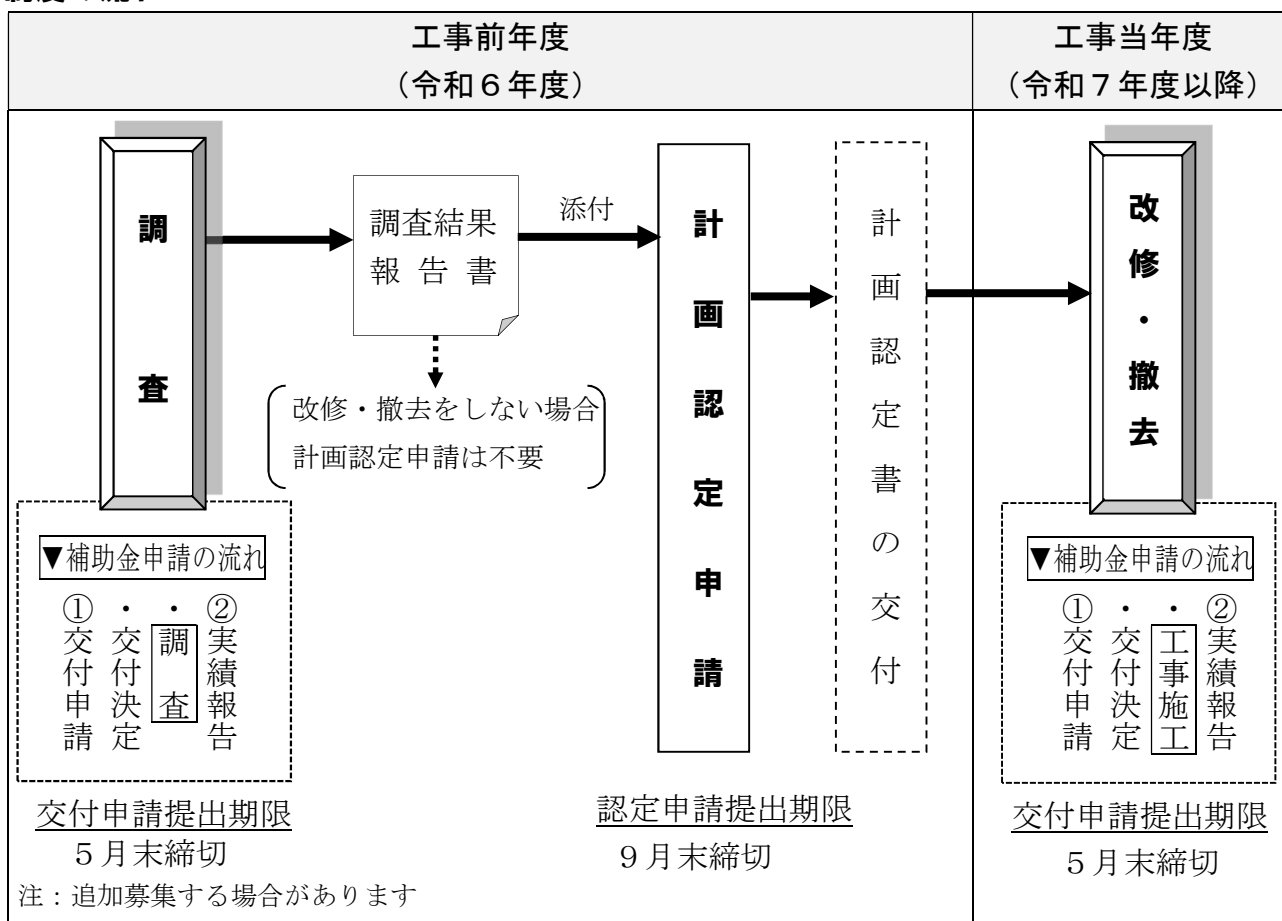 工事前年度
（令和６年度）
工事当年度
（令和７年度以降）
調査
調査結果
報告書
添付
改修・撤去をしない場合
計画認定申請は不要
計画認定申請
計画認定書の交付
改修・撤去
▼補助金申請の流れ
①交付申請
・交付決定
・調査
②実績報告
交付申請提出期限
５月末締切
注：追加募集する場合があります
認定申請提出期限
９月末締切
▼補助金申請の流れ
①交付申請
・交付決定
・工事施工
②実績報告
交付申請提出期限
５月末締切